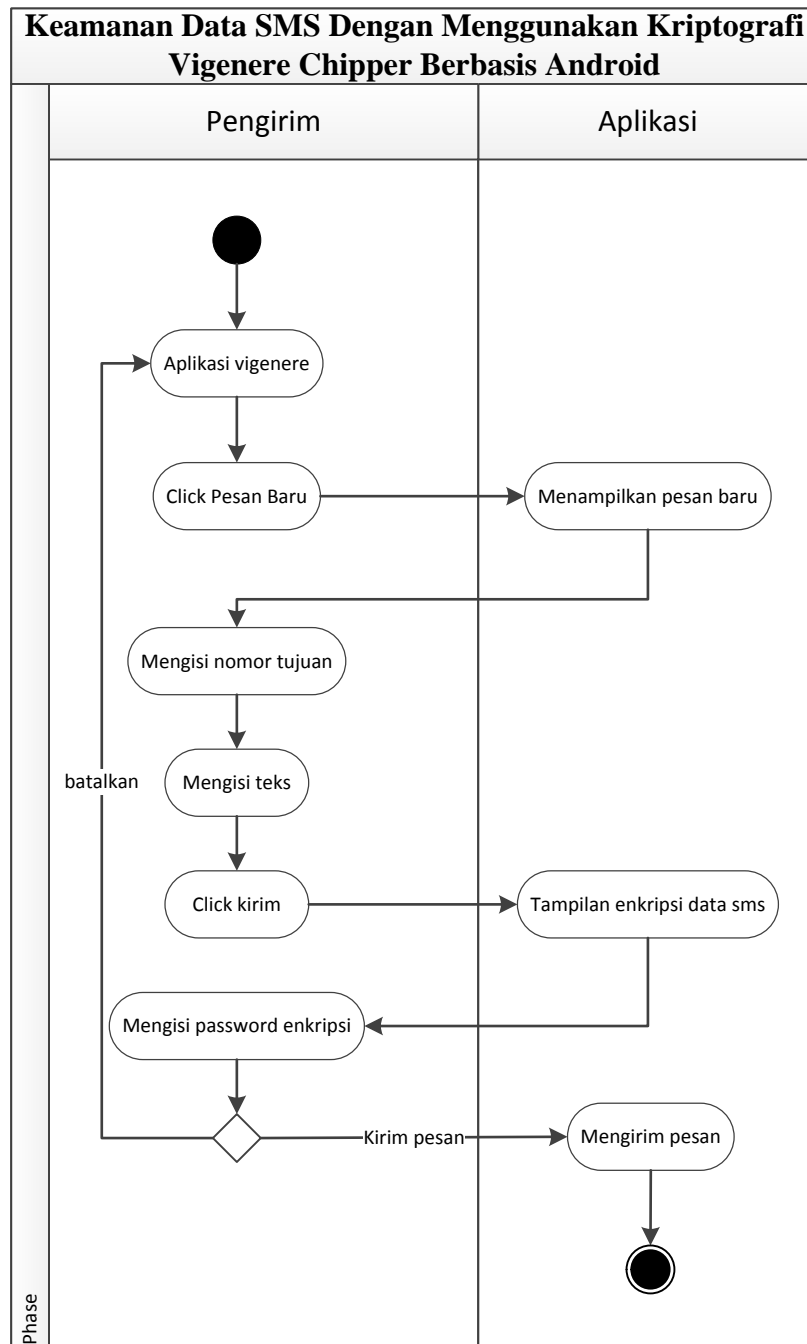 Keamanan Data SMS Dengan Menggunakan Kriptografi
Vigenere Chipper Berbasis Android
Pengirim
Aplikasi
Aplikasi vigenere
Click Pesan Baru
Menampilkan pesan baru
Mengisi nomor tujuan
batalkan
Mengisi teks
Click kirim
Tampilan enkripsi data sms
Mengisi password enkripsi
Kirim pesan
Mengirim pesan
Phase